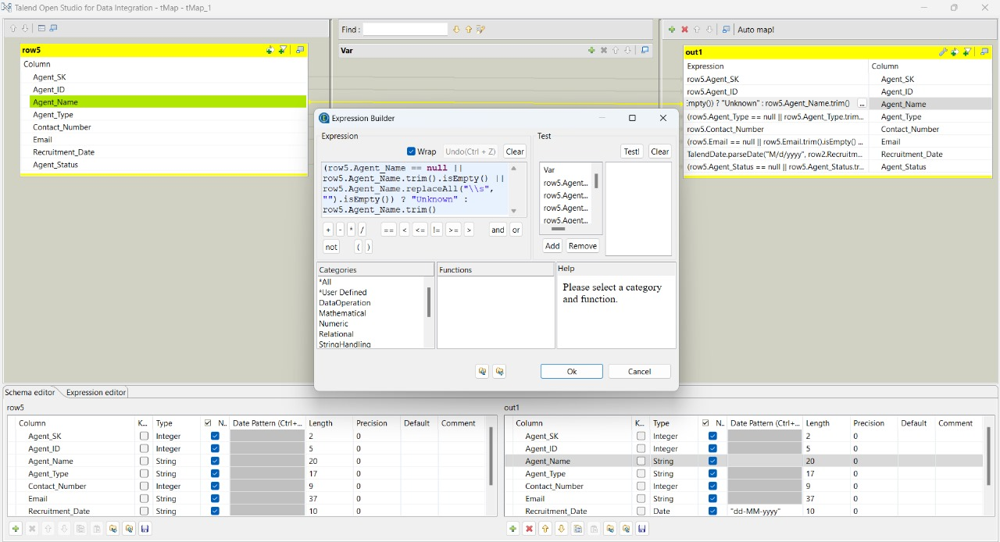 Talend Open Studio for Data Integration - tMap - tMap_1
Find :
Auto map!
row5
Column
Agent_SK
Agent_ID
Agent_Name
Agent_Type
Contact_Number
Email
Recruitment_Date
Agent_Status
Var
out1
Expression Column
row5.Agent_SK Agent_SK
row5.Agent_ID Agent_ID
:mpty()) ? "Unknown" : row5.Agent_Name.trim() ... Agent_Name
(row5.Agent_Type == null || row5.Agent_Type.trim... Agent_Type
row5.Contact_Number Contact_Number
(row5.Email == null || row5.Email.trim().isEmpty() ... Email
TalendDate.parseDate("M/d/yyyy", row2.Recruitm... Recruitment_Date
(row5.Agent_Status == null || row5.Agent_Status.tr... Agent_Status
Expression Builder
Expression
Wrap Undo(Ctrl + Z) Clear
(row5.Agent_Name == null ||
row5.Agent_Name.trim().isEmpty() ||
row5.Agent_Name.replaceAll("\\s",
"").isEmpty()) ? "Unknown" :
row5.Agent_Name.trim()
+ - * / == < <= != >= > and or
not ( )
Test
Test! Clear
Var
row5.Agent...
row5.Agent...
row5.Agent...
row5.Agent...
Add Remove
Categories
*All
*User Defined
DataOperation
Mathematical
Numeric
Relational
StringHandling
Functions
Help
Please select a category
and function.
Ok Cancel
Schema editor Expression editor
row5
Column K... Type N.. Date Pattern (Ctrl+... Length Precision Default Comment
Agent_SK Integer 2 0
Agent_ID Integer 5 0
Agent_Name String 20 0
Agent_Type String 17 0
Contact_Number Integer 9 0
Email String 37 0
Recruitment_Date String 10 0
out1
Column K... Type N.. Date Pattern (Ctrl+... Length Precision Default Comment
Agent_SK Integer 2 0
Agent_ID Integer 5 0
Agent_Name String 20 0
Agent_Type String 17 0
Contact_Number Integer 9 0
Email String 37 0
Recruitment_Date Date "dd-MM-yyyy" 10 0